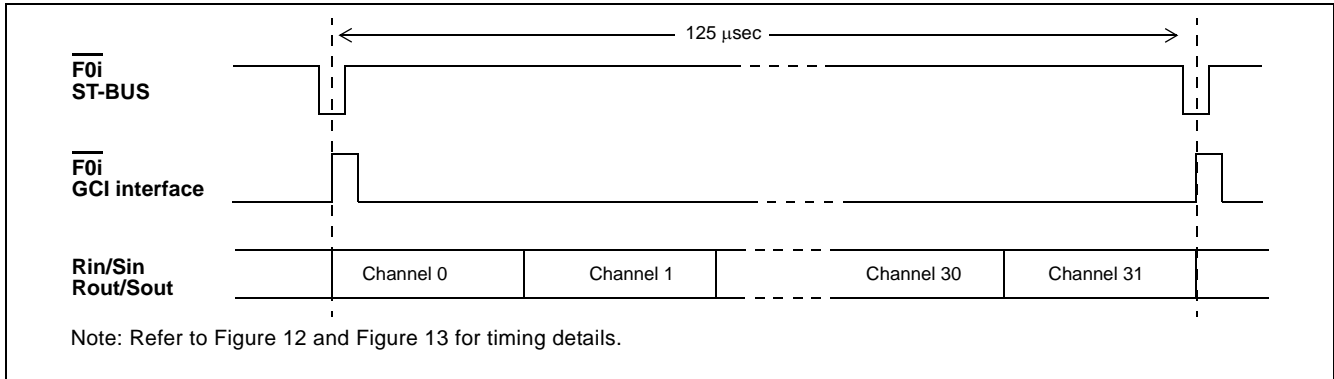 125 μsec
F0i
ST-BUS
F0i
GCI interface
Rin/Sin
Rout/Sout
Channel 0
Channel 1
Channel 30
Channel 31
Note: Refer to Figure 12 and Figure 13 for timing details.